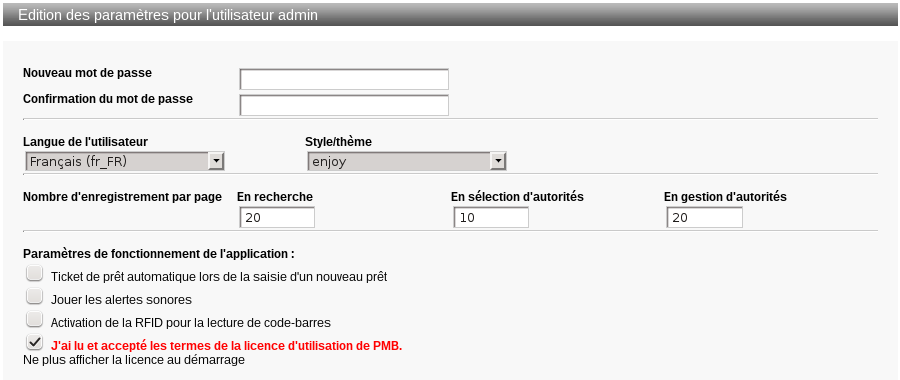 Edition des paramètres pour l'utilisateur admin
Nouveau mot de passe
Confirmation du mot de passe
Langue de l'utilisateur Style/thème
Français (fr_FR) enjoy
Nombre d'enregistrement par page En recherche En sélection d'autorités En gestion d'autorités
20 10 20
Paramètres de fonctionnement de l'application :
Ticket de prêt automatique lors de la saisie d'un nouveau prêt
Jouer les alertes sonores
Activation de la RFID pour la lecture de code-barres
J'ai lu et accepté les termes de la licence d'utilisation de PMB.
Ne plus afficher la licence au démarrage